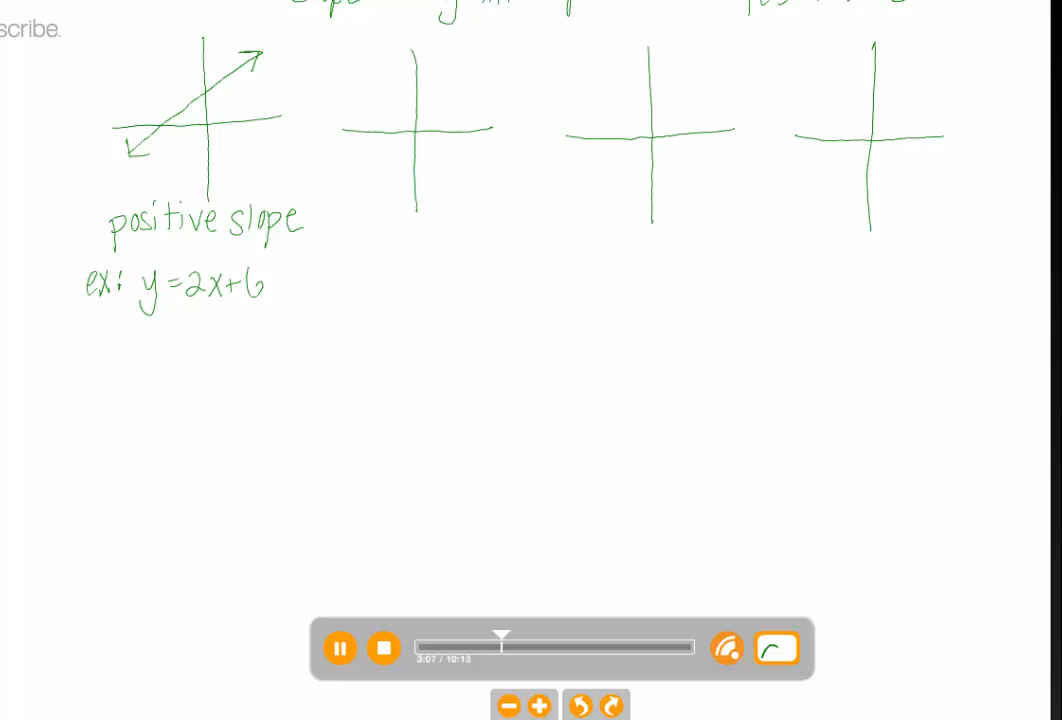 scribe.
positive slope
ex: y=2x+6
3:07 / 10:13